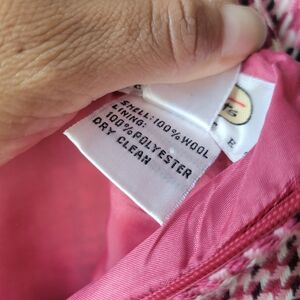 SHELL: 100% WOOL
LINING:
100% POLYESTER
DRY CLEAN